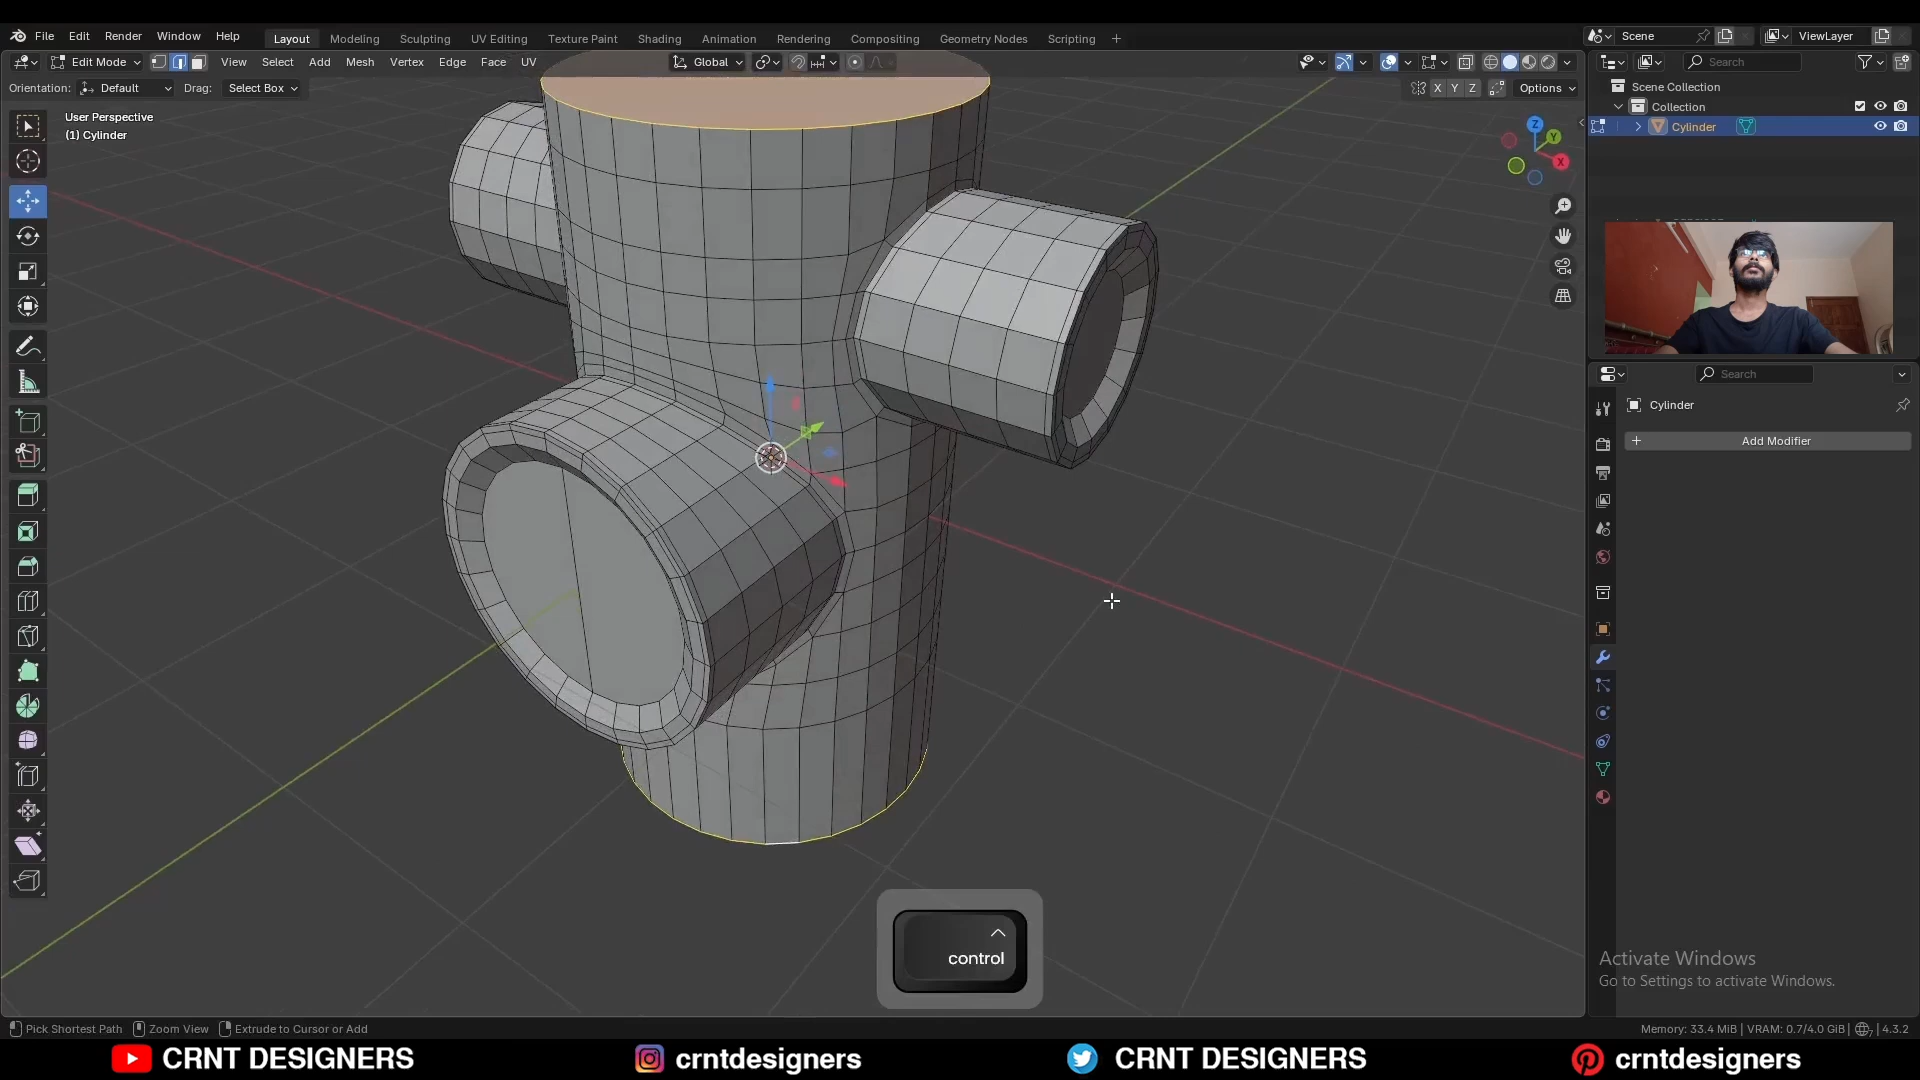 File Edit Render Window Help Layout Modeling Sculpting UV Editing Texture Paint Shading Animation Rendering Compositing Geometry Nodes Scripting + Scene ViewLayer
Edit Mode View Select Add Mesh Vertex Edge Face UV Global Search
Orientation: Default Drag: Select Box X Y Z Options
Scene Collection
Collection
Cylinder
User Perspective
(1) Cylinder
Z
Y
X
Search
Cylinder
+ Add Modifier
control
Activate Windows
Go to Settings to activate Windows.
Pick Shortest Path Zoom View Extrude to Cursor or Add Memory: 33.4 MiB | VRAM: 0.7/4.0 GiB | 4.3.2
CRNT DESIGNERS crntdesigners CRNT DESIGNERS crntdesigners